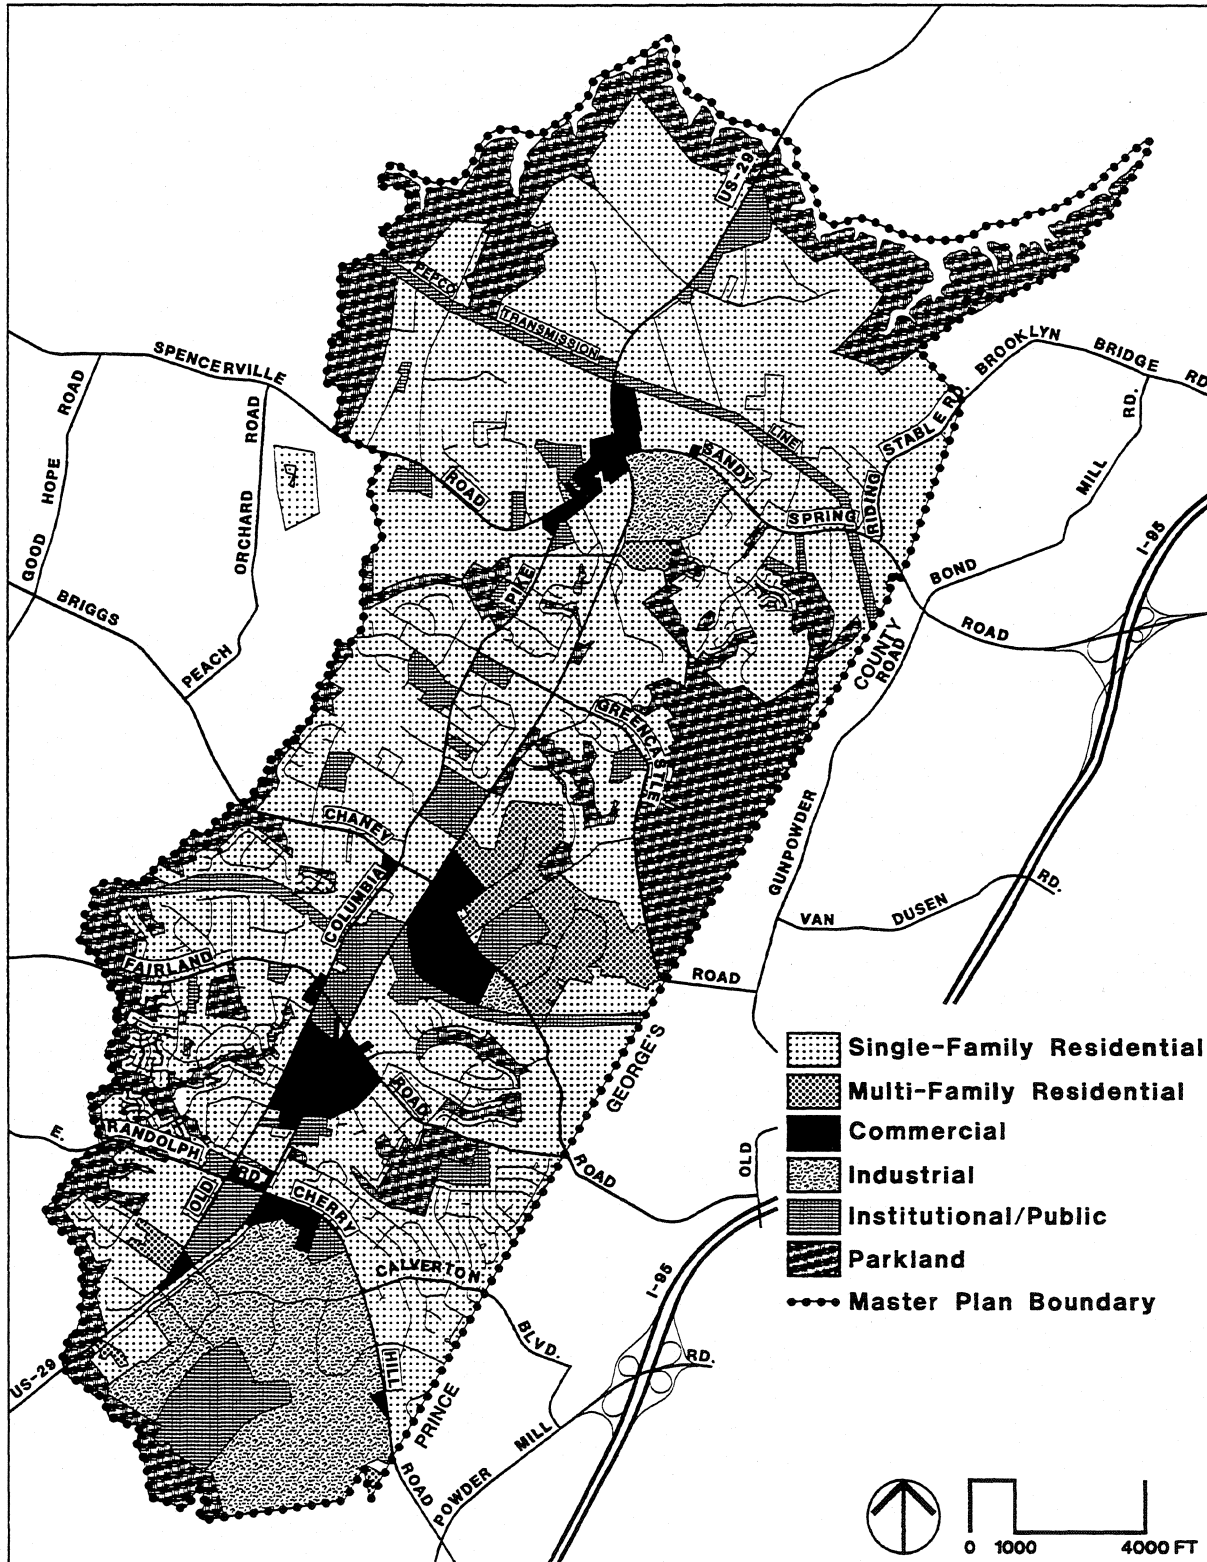 US-29
PEPCO
TRANSMISSION
LINE
SPENCERVILLE
ROAD
GOOD HOPE ROAD
PEACH ORCHARD ROAD
BRIGGS
CHANEY
ROAD
SANDY
SPRING
ROAD
RIDING
STABLE RD.
BROOKLYN BRIDGE RD.
BOND
MILL
RD.
I-95
COUNTY
ROAD
GUNPOWDER
VAN DUSEN RD.
OLD
COLUMBIA
PIKE
GREENCASTLE
ROAD
FAIRLAND
ROAD
ROAD
E. RANDOLPH RD.
CHERRY
HILL
ROAD
CALVERTON
BLVD.
PRINCE
GEORGE'S
OLD
I-95
POWDER MILL RD.
US-29
Single-Family Residential
Multi-Family Residential
Commercial
Industrial
Institutional/Public
Parkland
Master Plan Boundary
0 1000 4000 FT